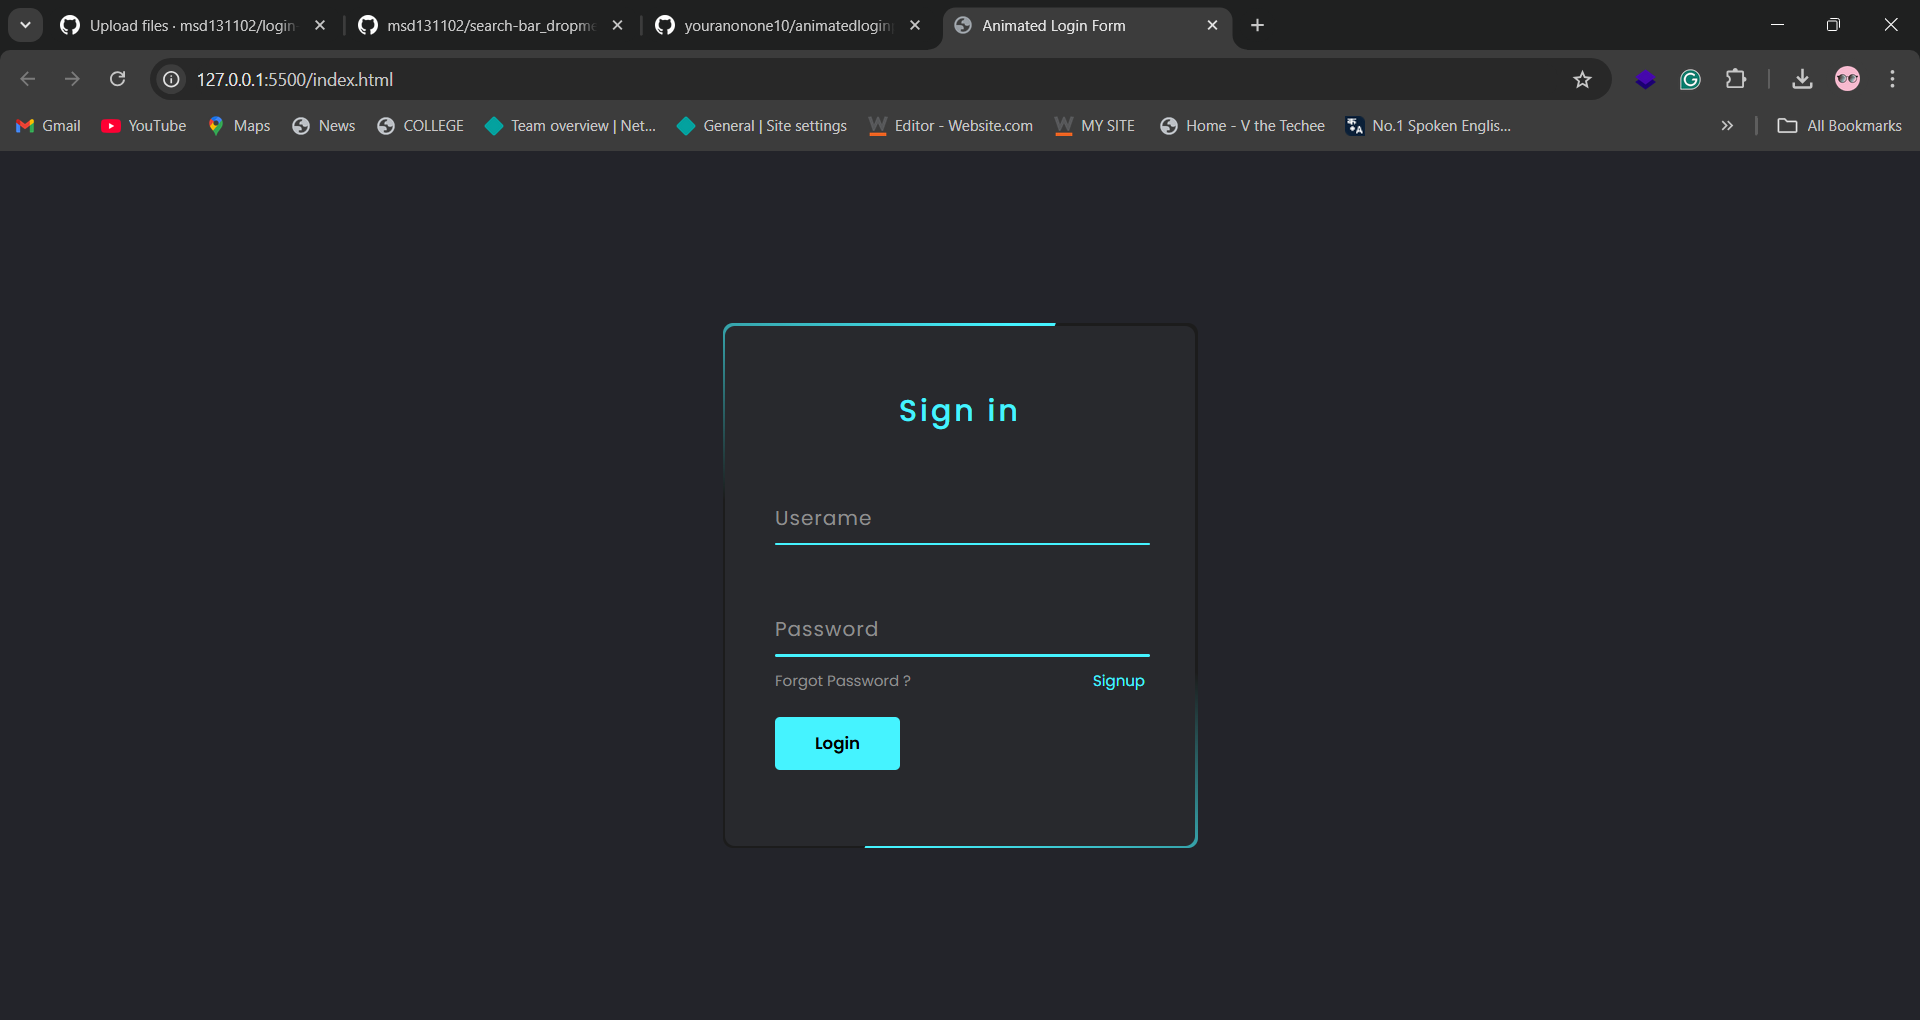 Upload files · msd131102/login-
msd131102/search-bar_dropme
youranonone10/animatedlogin
Animated Login Form
127.0.0.1:5500/index.html
Gmail YouTube Maps News COLLEGE Team overview | Net... General | Site settings Editor - Website.com MY SITE Home - V the Techee No.1 Spoken Englis... All Bookmarks
Sign in
Userame
Password
Forgot Password ? Signup
Login